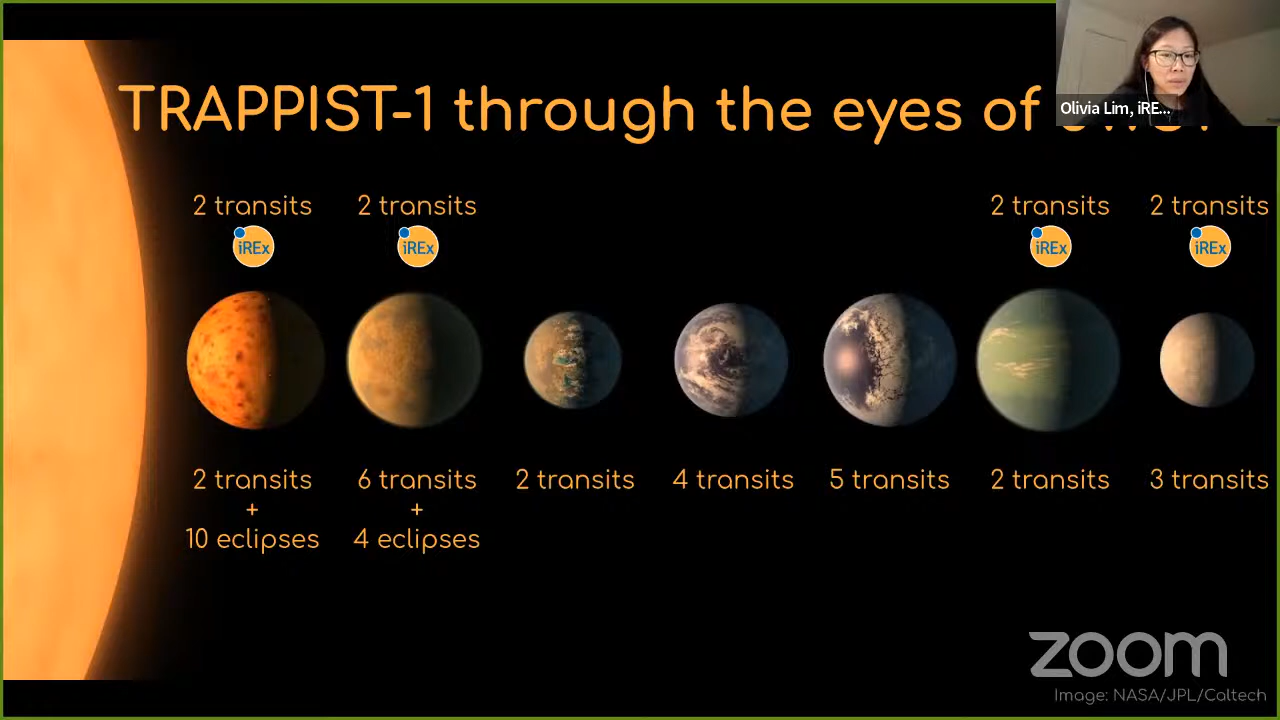 TRAPPIST-1 through the eyes of
Olivia Lim, iRE...
2 transits
2 transits
2 transits
2 transits
iREx
iREx
iREx
iREx
2 transits
+
10 eclipses
6 transits
+
4 eclipses
2 transits
4 transits
5 transits
2 transits
3 transits
zoom
Image: NASA/JPL/Caltech